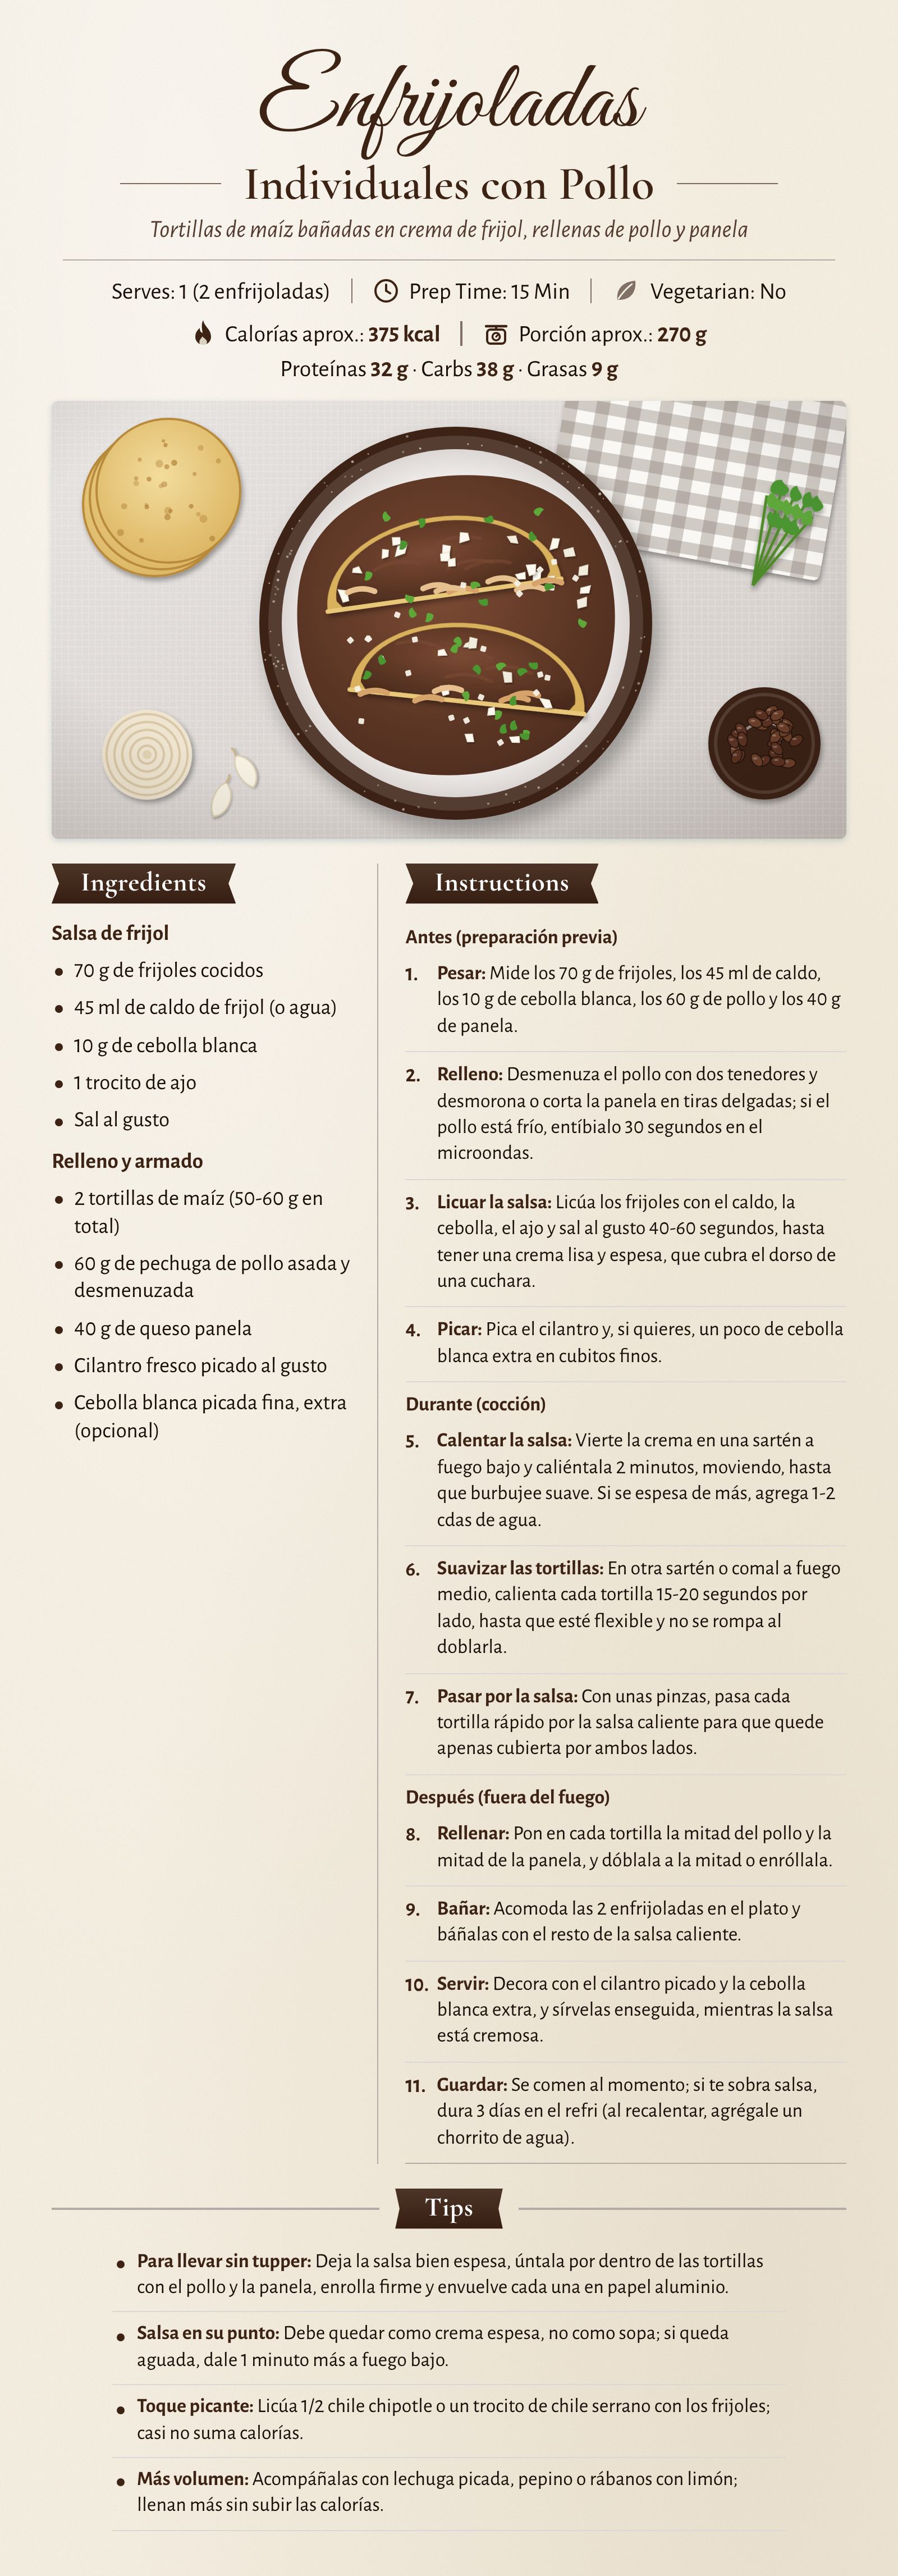 Enfrijoladas
Individuales con Pollo
Tortillas de maíz bañadas en crema de frijol, rellenas de pollo y panela
Serves: 1 (2 enfrijoladas) | Prep Time: 15 Min | Vegetarian: No
Calorías aprox.: 375 kcal | Porción aprox.: 270 g
Proteínas 32 g · Carbs 38 g · Grasas 9 g
Ingredients
Salsa de frijol
• 70 g de frijoles cocidos
• 45 ml de caldo de frijol (o agua)
• 10 g de cebolla blanca
• 1 trocito de ajo
• Sal al gusto
Relleno y armado
• 2 tortillas de maíz (50-60 g en
total)
• 60 g de pechuga de pollo asada y
desmenuzada
• 40 g de queso panela
• Cilantro fresco picado al gusto
• Cebolla blanca picada fina, extra
(opcional)
Instructions
Antes (preparación previa)
1. Pesar: Mide los 70 g de frijoles, los 45 ml de caldo,
los 10 g de cebolla blanca, los 60 g de pollo y los 40 g
de panela.
2. Relleno: Desmenuza el pollo con dos tenedores y
desmorona o corta la panela en tiras delgadas; si el
pollo está frío, entíbialo 30 segundos en el
microondas.
3. Licuar la salsa: Licúa los frijoles con el caldo, la
cebolla, el ajo y sal al gusto 40-60 segundos, hasta
tener una crema lisa y espesa, que cubra el dorso de
una cuchara.
4. Picar: Pica el cilantro y, si quieres, un poco de cebolla
blanca extra en cubitos finos.
Durante (cocción)
5. Calentar la salsa: Vierte la crema en una sartén a
fuego bajo y caliéntala 2 minutos, moviendo, hasta
que burbujee suave. Si se espesa de más, agrega 1-2
cdas de agua.
6. Suavizar las tortillas: En otra sartén o comal a fuego
medio, calienta cada tortilla 15-20 segundos por
lado, hasta que esté flexible y no se rompa al
doblarla.
7. Pasar por la salsa: Con unas pinzas, pasa cada
tortilla rápido por la salsa caliente para que quede
apenas cubierta por ambos lados.
Después (fuera del fuego)
8. Rellenar: Pon en cada tortilla la mitad del pollo y la
mitad de la panela, y dóblala a la mitad o enróllala.
9. Bañar: Acomoda las 2 enfrijoladas en el plato y
báñalas con el resto de la salsa caliente.
10. Servir: Decora con el cilantro picado y la cebolla
blanca extra, y sírvelas enseguida, mientras la salsa
está cremosa.
11. Guardar: Se comen al momento; si te sobra salsa,
dura 3 días en el refri (al recalentar, agrégale un
chorrito de agua).
Tips
• Para llevar sin tupper: Deja la salsa bien espesa, úntala por dentro de las tortillas
con el pollo y la panela, enrolla firme y envuelve cada una en papel aluminio.
• Salsa en su punto: Debe quedar como crema espesa, no como sopa; si queda
aguada, dale 1 minuto más a fuego bajo.
• Toque picante: Licúa 1/2 chile chipotle o un trocito de chile serrano con los frijoles;
casi no suma calorías.
• Más volumen: Acompáñalas con lechuga picada, pepino o rábanos con limón;
llenan más sin subir las calorías.